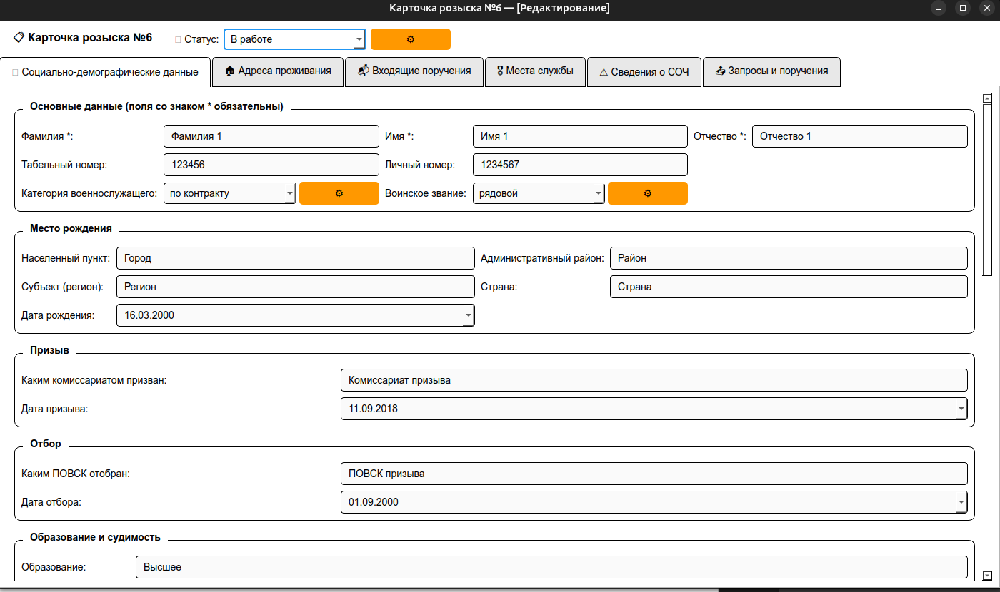 Карточка розыска №6 — [Редактирование]
Карточка розыска №6 Статус: В работе
Социально-демографические данные Адреса проживания Входящие поручения Места службы Сведения о СОЧ Запросы и поручения
Основные данные (поля со знаком * обязательны)
Фамилия *: Фамилия 1 Имя *: Имя 1 Отчество *: Отчество 1
Табельный номер: 123456 Личный номер: 1234567
Категория военнослужащего: по контракту Воинское звание: рядовой
Место рождения
Населенный пункт: Город Административный район: Район
Субъект (регион): Регион Страна: Страна
Дата рождения: 16.03.2000
Призыв
Каким комиссариатом призван: Комиссариат призыва
Дата призыва: 11.09.2018
Отбор
Каким ПОВСК отобран: ПОВСК призыва
Дата отбора: 01.09.2000
Образование и судимость
Образование: Высшее